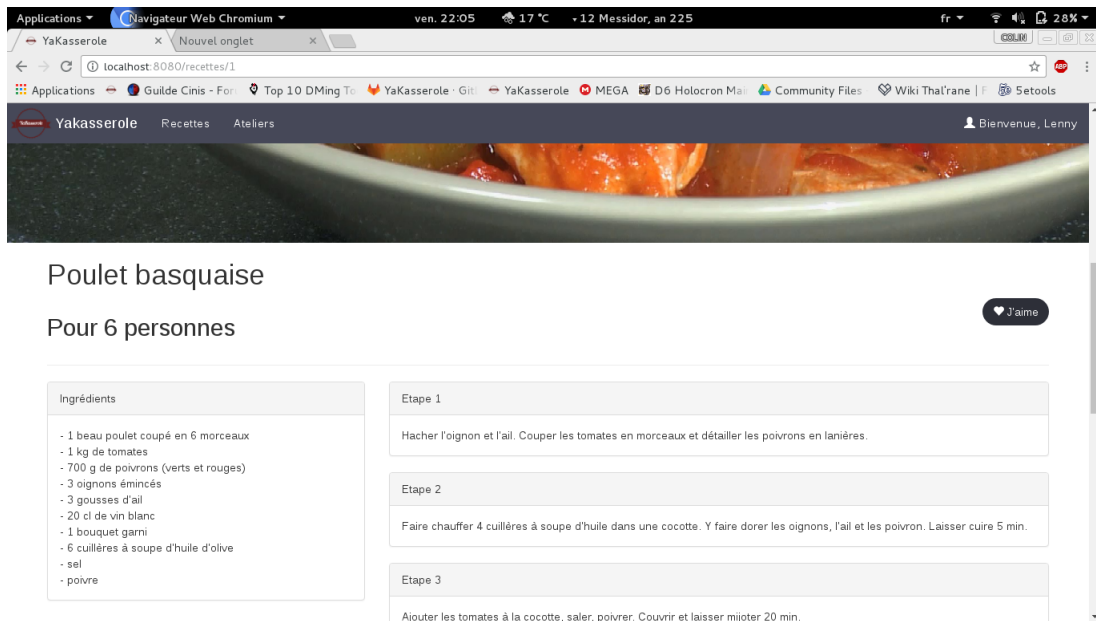 Applications Navigateur Web Chromium ven. 22:05 17 °C 12 Messidor, an 225 fr 28%
YaKasserole Nouvel onglet COLIN
localhost:8080/recettes/1 ABP
Applications Guilde Cinis - For Top 10 DMing To YaKasserole · Git YaKasserole MEGA D6 Holocron Mai Community Files Wiki Thal'rane | F 5etools
Yakasserole Recettes Ateliers Bienvenue, Lenny
Poulet basquaise
J'aime
Pour 6 personnes
Ingrédients
- 1 beau poulet coupé en 6 morceaux
- 1 kg de tomates
- 700 g de poivrons (verts et rouges)
- 3 oignons émincés
- 3 gousses d'ail
- 20 cl de vin blanc
- 1 bouquet garni
- 6 cuillères à soupe d'huile d'olive
- sel
- poivre
Etape 1
Hacher l'oignon et l'ail. Couper les tomates en morceaux et détailler les poivrons en lanières.
Etape 2
Faire chauffer 4 cuillères à soupe d'huile dans une cocotte. Y faire dorer les oignons, l'ail et les poivron. Laisser cuire 5 min.
Etape 3
Ajouter les tomates à la cocotte, saler, poivrer. Couvrir et laisser mijoter 20 min.